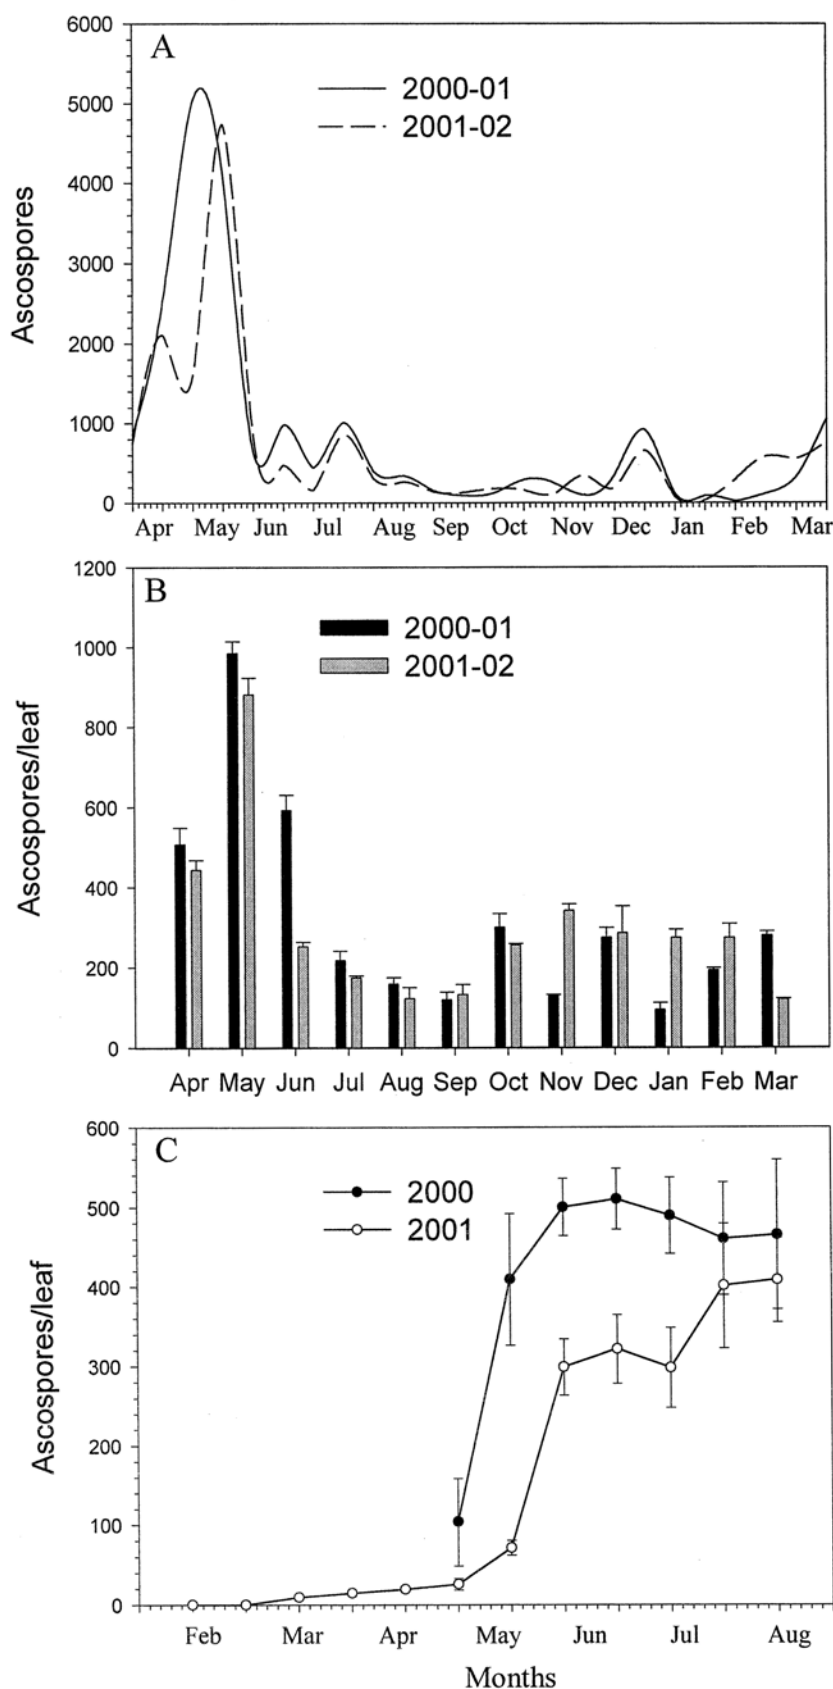 A
6000
5000
4000
3000
2000
1000
0
Ascospores
2000-01
2001-02
Apr May Jun Jul Aug Sep Oct Nov Dec Jan Feb Mar
B
1200
1000
800
600
400
200
0
Ascospores/leaf
2000-01
2001-02
Apr May Jun Jul Aug Sep Oct Nov Dec Jan Feb Mar
C
600
500
400
300
200
100
0
Ascospores/leaf
2000
2001
Feb Mar Apr May Jun Jul Aug
Months